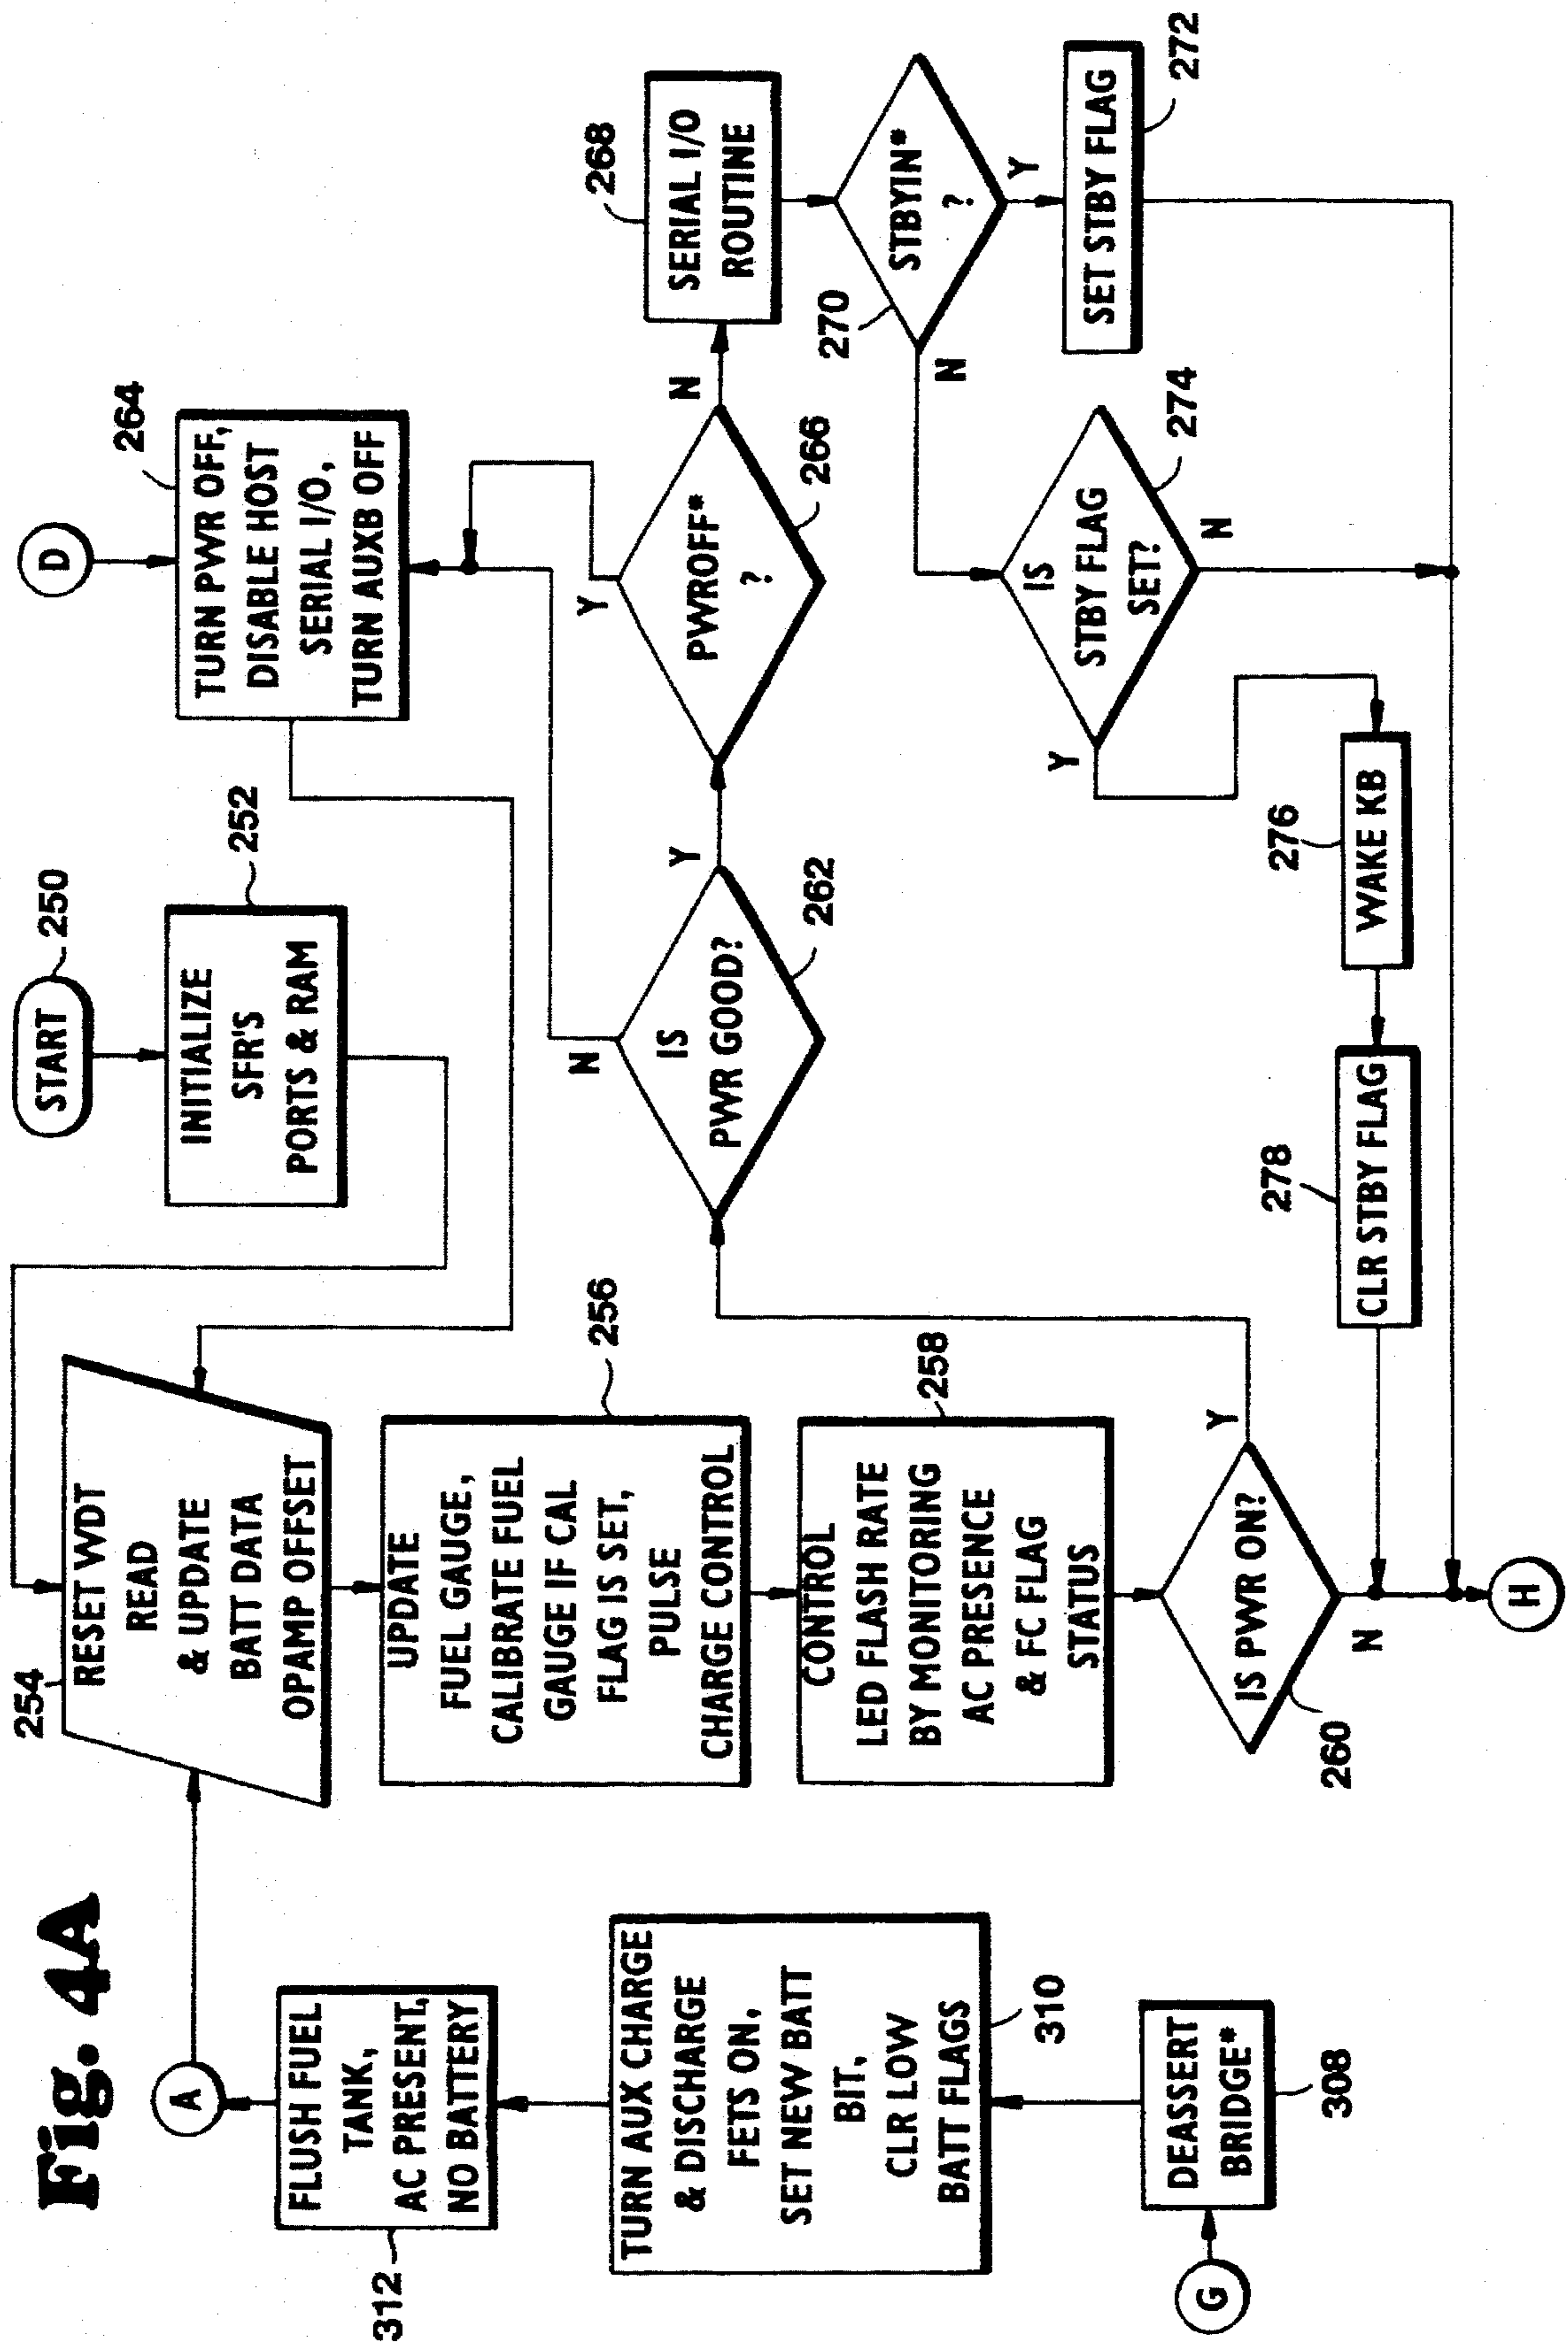 Fig. 4A
START
250
INITIALIZE
SFR'S
PORTS & RAM
252
254
RESET WDT
READ
& UPDATE
BATT DATA
OPAMP OFFSET
UPDATE
FUEL GAUGE,
CALIBRATE FUEL
GAUGE IF CAL
FLAG IS SET,
PULSE
CHARGE CONTROL
256
CONTROL
LED FLASH RATE
BY MONITORING
AC PRESENCE
& FC FLAG
STATUS
258
IS PWR ON?
260
Y
N
H
IS
PWR GOOD?
262
N
Y
D
TURN PWR OFF,
DISABLE HOST
SERIAL I/O,
TURN AUXB OFF
264
PWROFF*
?
266
Y
N
SERIAL I/O
ROUTINE
268
STBYIN*
?
270
N
Y
SET STBY FLAG
272
IS
STBY FLAG
SET?
274
Y
N
WAKE KB
276
CLR STBY FLAG
278
A
FLUSH FUEL
TANK,
AC PRESENT,
NO BATTERY
312
TURN AUX CHARGE
& DISCHARGE
FETS ON,
SET NEW BATT
BIT,
CLR LOW
BATT FLAGS
310
DEASSERT
BRIDGE*
308
G